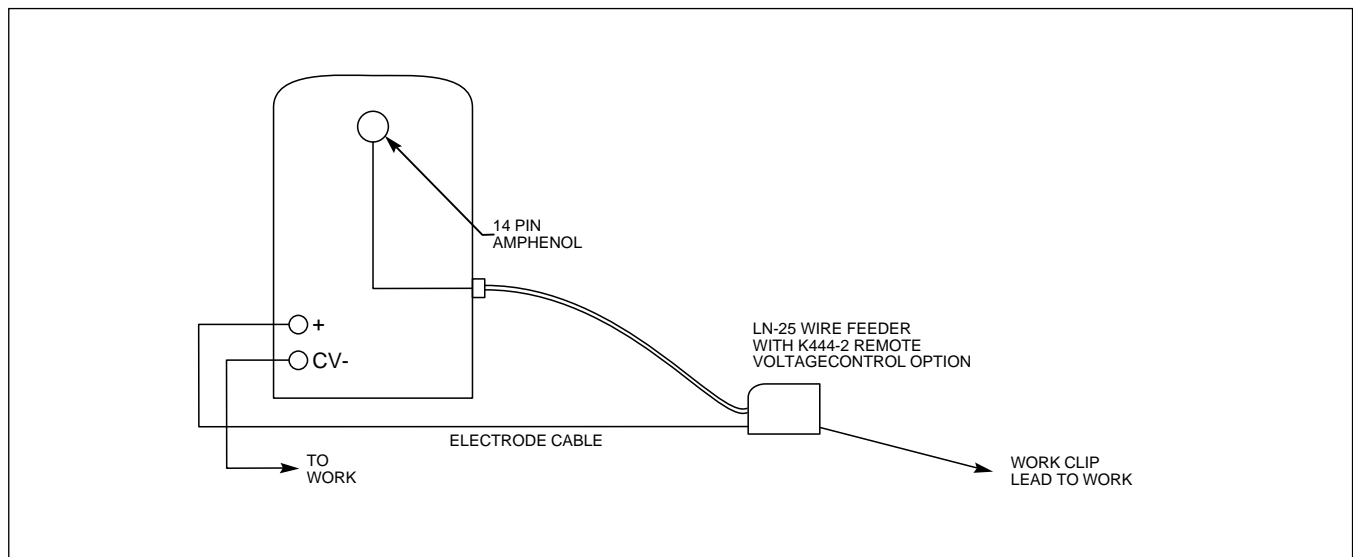 14 PIN
AMPHENOL
+
CV-
LN-25 WIRE FEEDER
WITH K444-2 REMOTE
VOLTAGECONTROL OPTION
ELECTRODE CABLE
TO
WORK
WORK CLIP
LEAD TO WORK